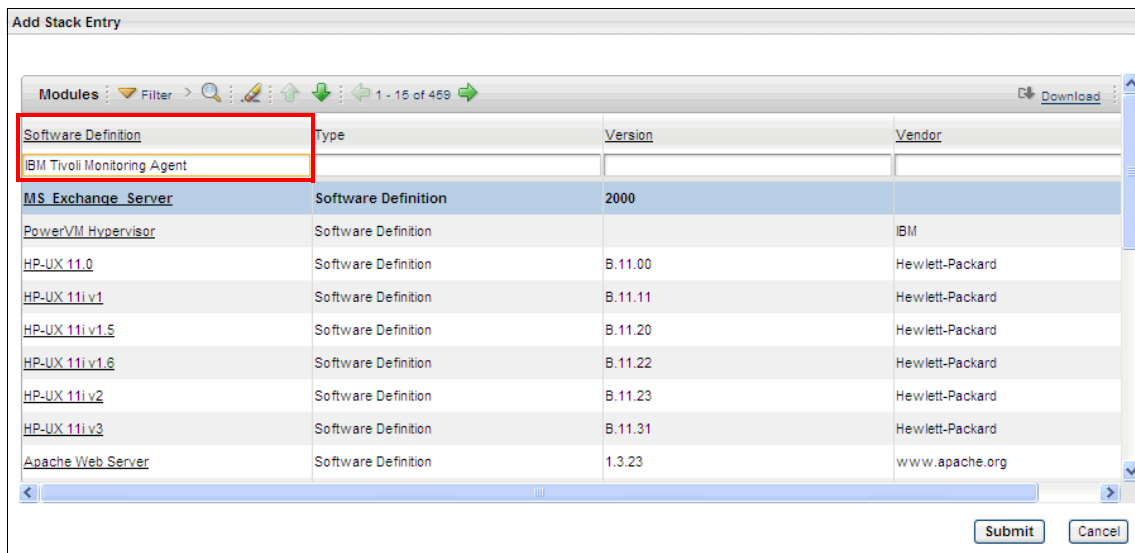 Add Stack Entry
Modules Filter 1 - 15 of 459 Download
Software Definition Type Version Vendor
IBM Tivoli Monitoring Agent
MS Exchange Server Software Definition 2000
PowerVM Hypervisor Software Definition IBM
HP-UX 11.0 Software Definition B.11.00 Hewlett-Packard
HP-UX 11i v1 Software Definition B.11.11 Hewlett-Packard
HP-UX 11i v1.5 Software Definition B.11.20 Hewlett-Packard
HP-UX 11i v1.6 Software Definition B.11.22 Hewlett-Packard
HP-UX 11i v2 Software Definition B.11.23 Hewlett-Packard
HP-UX 11i v3 Software Definition B.11.31 Hewlett-Packard
Apache Web Server Software Definition 1.3.23 www.apache.org
Submit Cancel